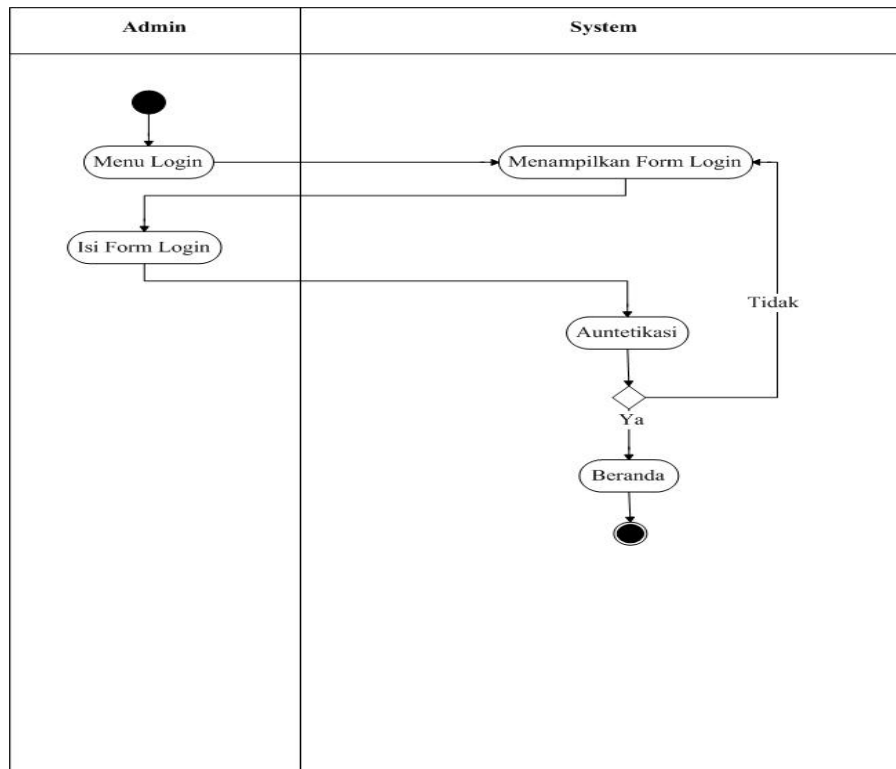 Admin
System
Menu Login
Menampilkan Form Login
Isi Form Login
Tidak
Auntetikasi
Ya
Beranda